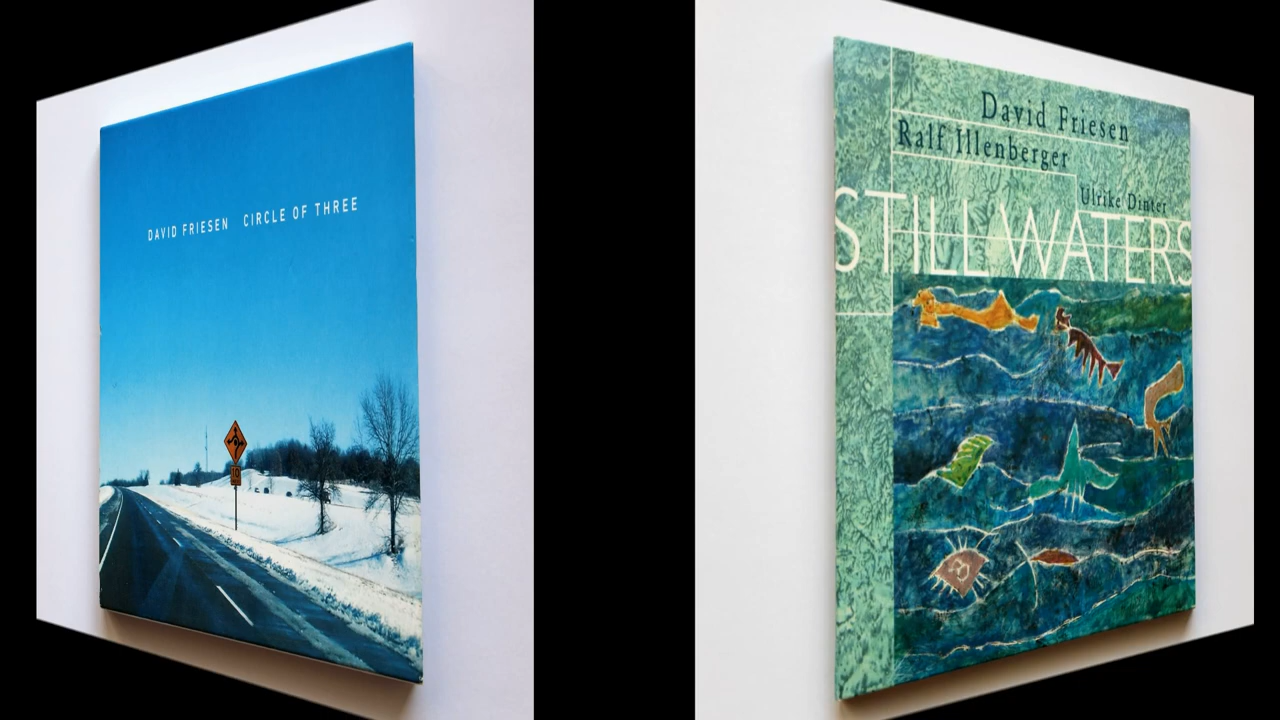 DAVID FRIESEN CIRCLE OF THREE
David Friesen
Ralf Illenberger
Ulrike Dinter
STILL WATERS